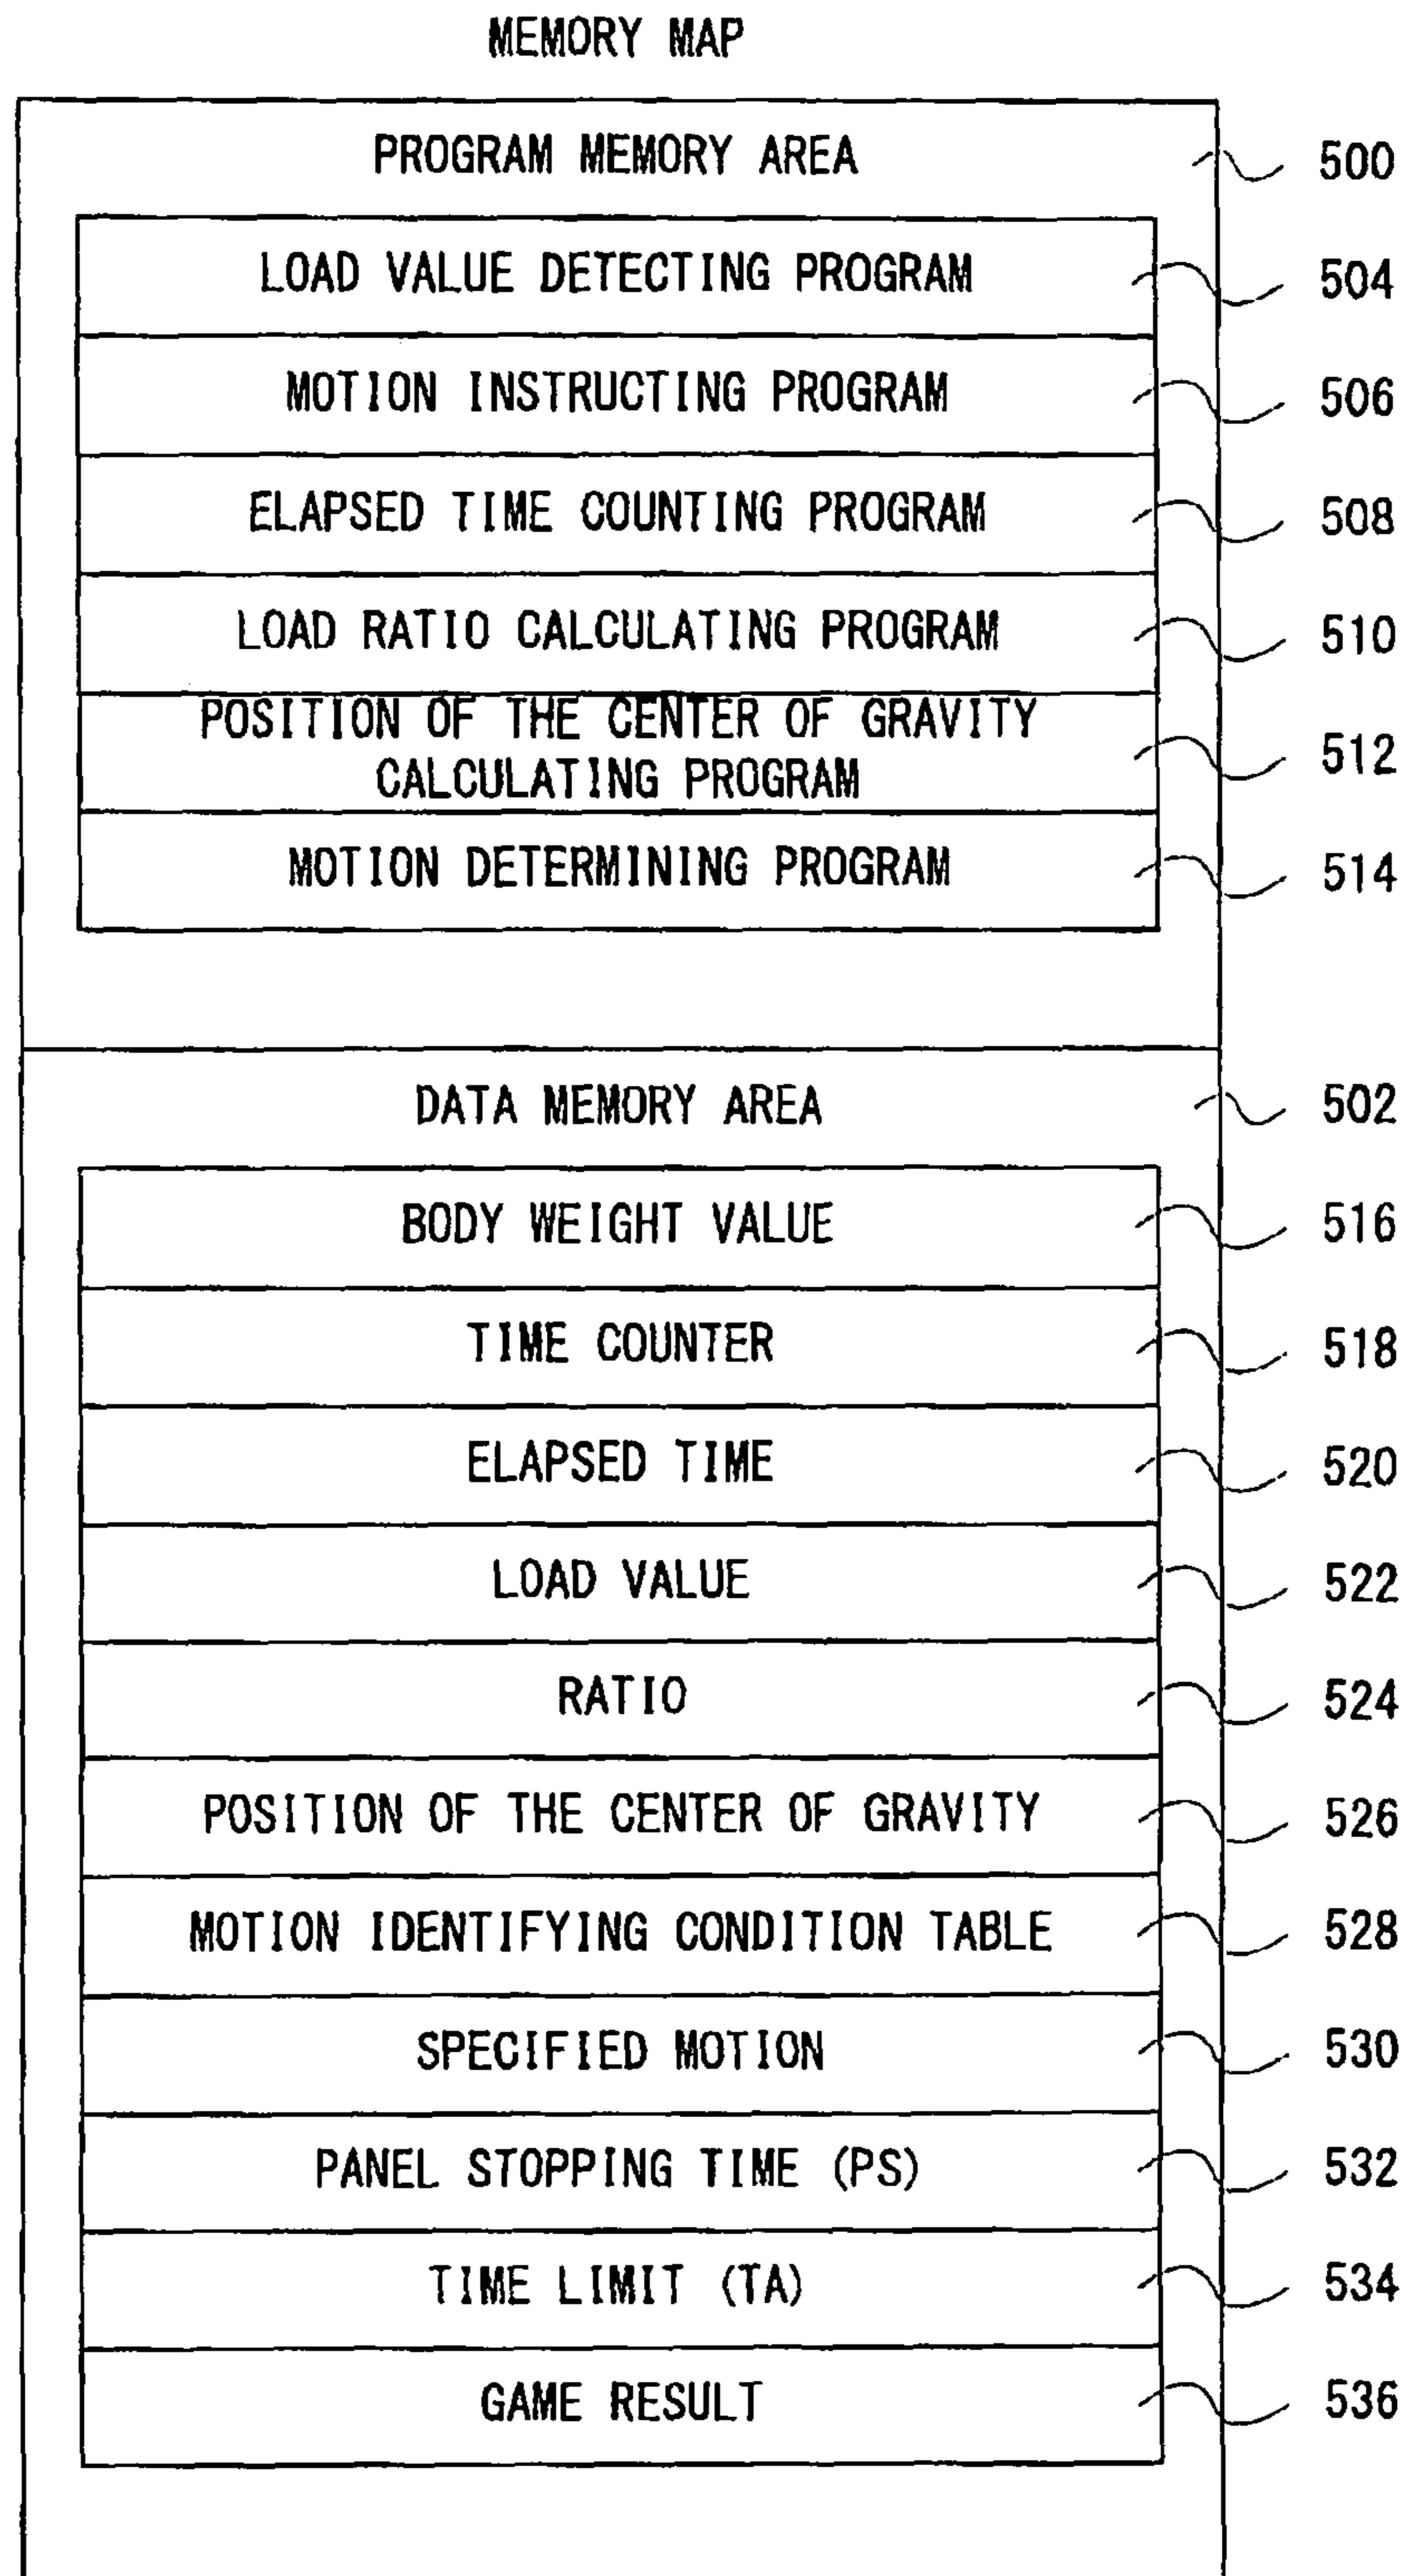 MEMORY MAP
PROGRAM MEMORY AREA 500
LOAD VALUE DETECTING PROGRAM 504
MOTION INSTRUCTING PROGRAM 506
ELAPSED TIME COUNTING PROGRAM 508
LOAD RATIO CALCULATING PROGRAM 510
POSITION OF THE CENTER OF GRAVITY
CALCULATING PROGRAM 512
MOTION DETERMINING PROGRAM 514
DATA MEMORY AREA 502
BODY WEIGHT VALUE 516
TIME COUNTER 518
ELAPSED TIME 520
LOAD VALUE 522
RATIO 524
POSITION OF THE CENTER OF GRAVITY 526
MOTION IDENTIFYING CONDITION TABLE 528
SPECIFIED MOTION 530
PANEL STOPPING TIME (PS) 532
TIME LIMIT (TA) 534
GAME RESULT 536